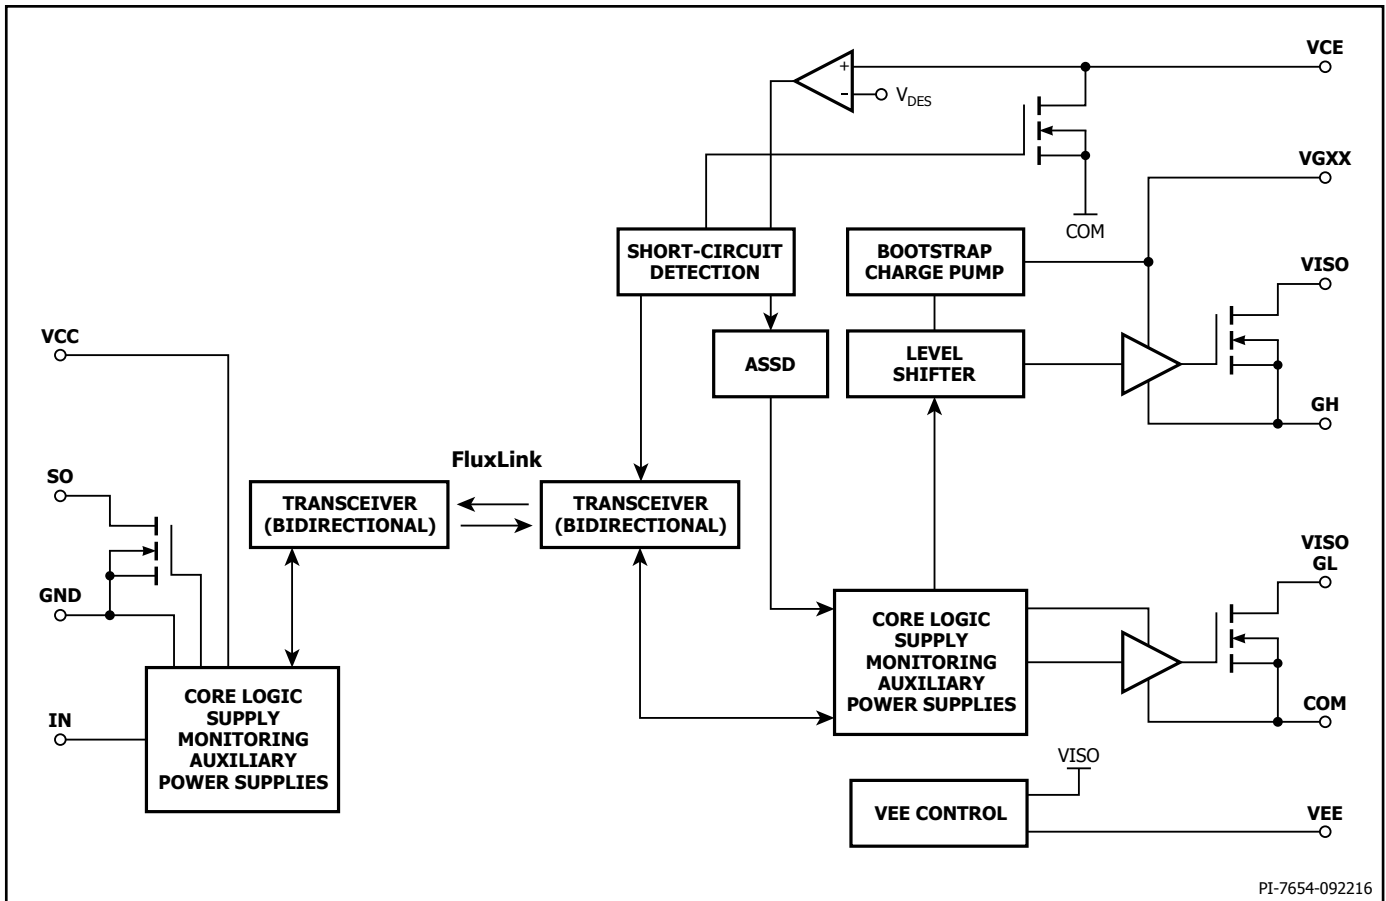 VCE
+
-
V_DES
VGXX
COM
SHORT-CIRCUIT
DETECTION
BOOTSTRAP
CHARGE PUMP
VISO
VCC
ASSD
LEVEL
SHIFTER
GH
FluxLink
SO
TRANSCEIVER
(BIDIRECTIONAL)
TRANSCEIVER
(BIDIRECTIONAL)
VISO
GL
GND
CORE LOGIC
SUPPLY
MONITORING
AUXILIARY
POWER SUPPLIES
COM
IN
CORE LOGIC
SUPPLY
MONITORING
AUXILIARY
POWER SUPPLIES
VISO
VEE CONTROL
VEE
PI-7654-092216